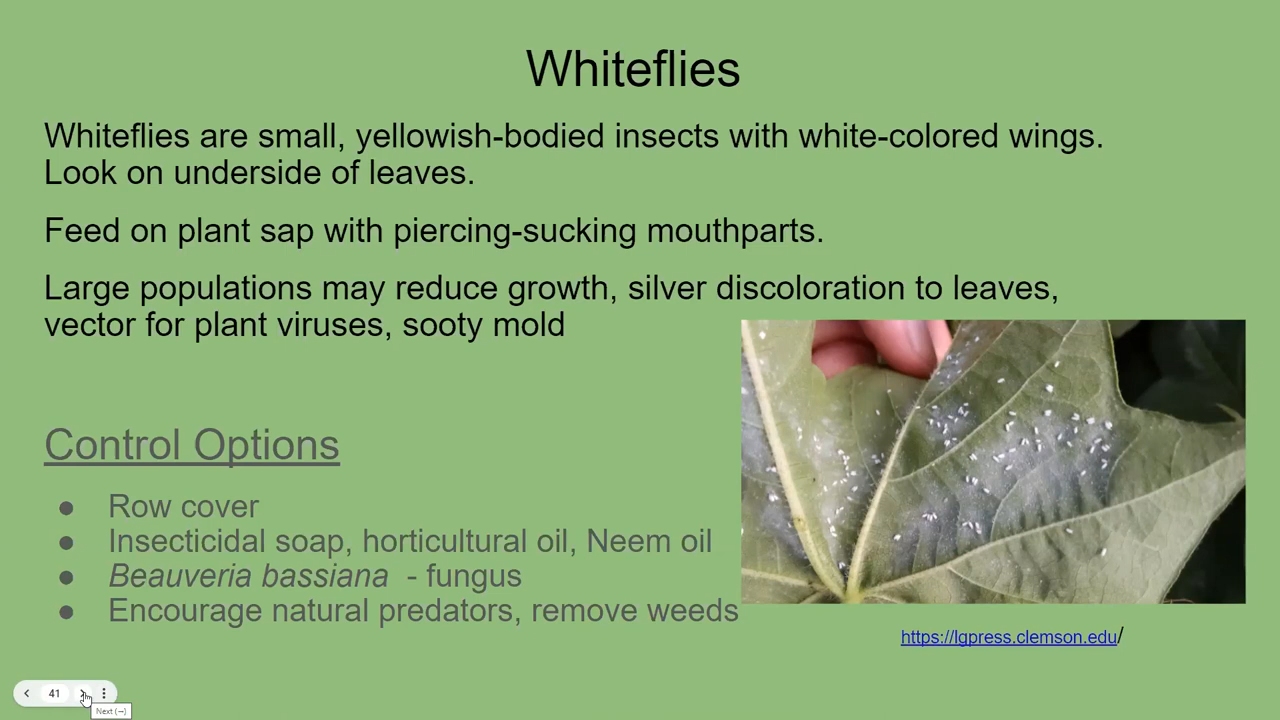 Whiteflies
Whiteflies are small, yellowish-bodied insects with white-colored wings.
Look on underside of leaves.
Feed on plant sap with piercing-sucking mouthparts.
Large populations may reduce growth, silver discoloration to leaves,
vector for plant viruses, sooty mold
Control Options
● Row cover
● Insecticidal soap, horticultural oil, Neem oil
● Beauveria bassiana - fungus
● Encourage natural predators, remove weeds
https://lgpress.clemson.edu/
41
Next (→)